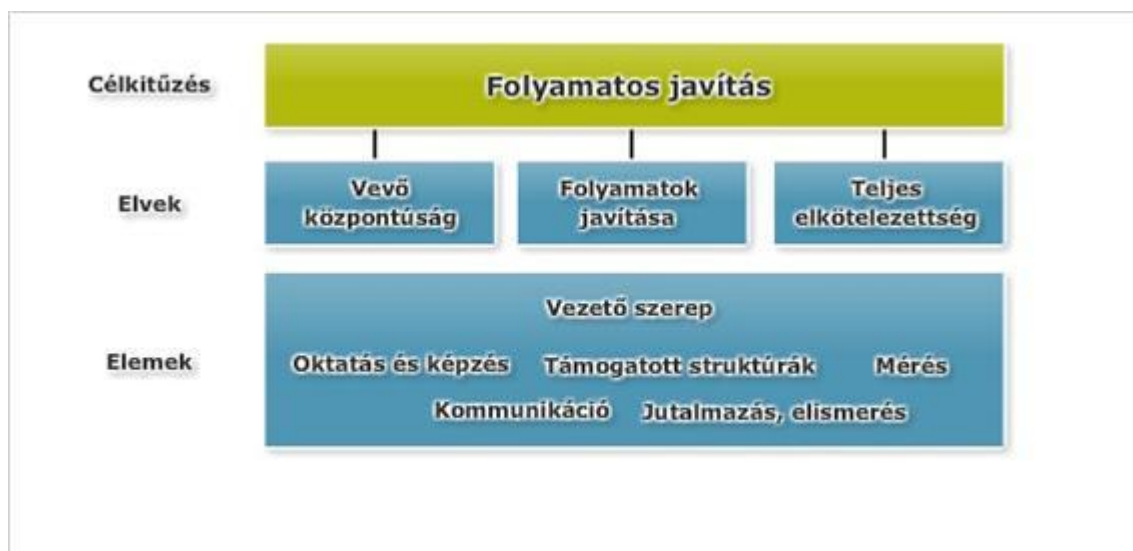 Célkitűzés
Folyamatos javítás
Elvek
Vevő
központúság
Folyamatok
javítása
Teljes
elkötelezettség
Elemek
Vezető szerep
Oktatás és képzés
Támogatott struktúrák
Mérés
Kommunikáció
Jutalmazás, elismerés